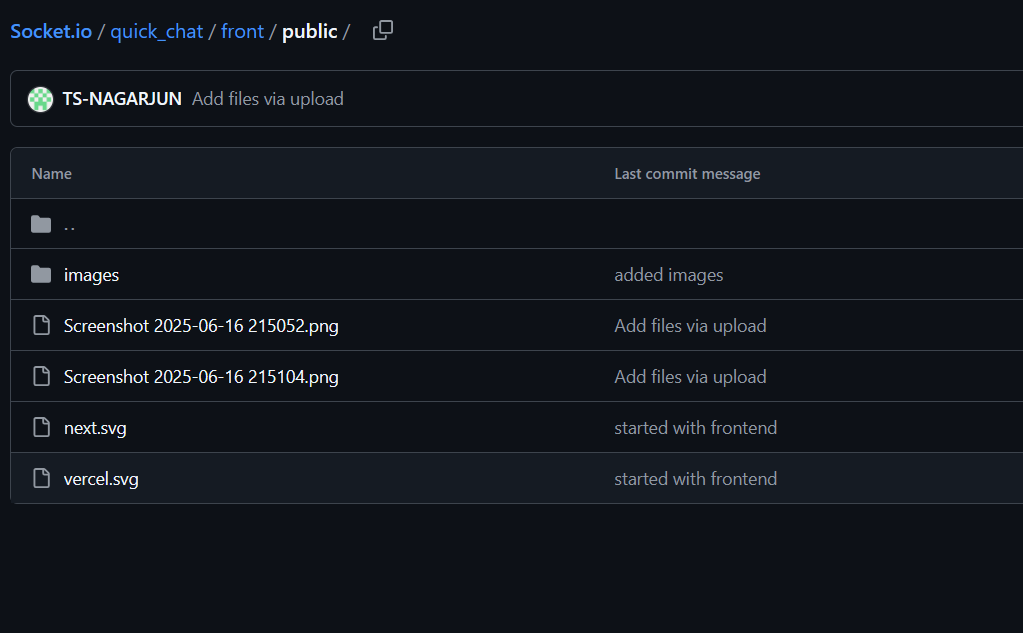 Socket.io / quick_chat / front / public /
TS-NAGARJUN Add files via upload
Name Last commit message
..
images added images
Screenshot 2025-06-16 215052.png Add files via upload
Screenshot 2025-06-16 215104.png Add files via upload
next.svg started with frontend
vercel.svg started with frontend